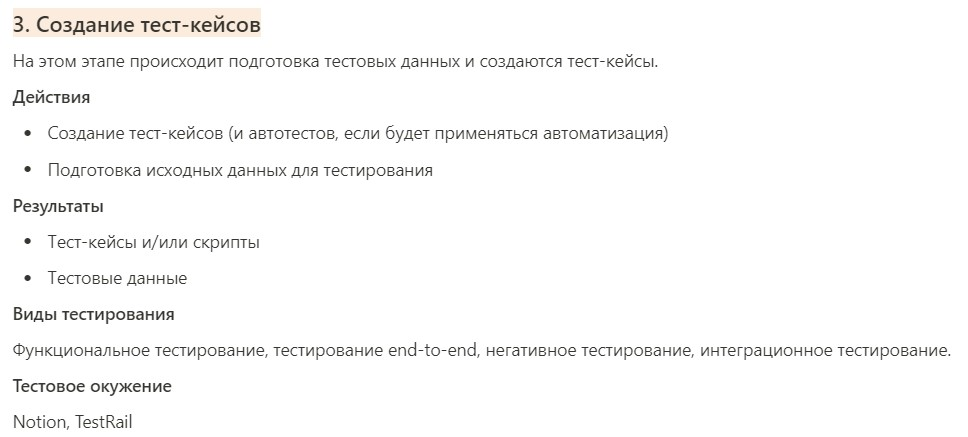 3. Создание тест-кейсов
На этом этапе происходит подготовка тестовых данных и создаются тест-кейсы.
Действия
• Создание тест-кейсов (и автотестов, если будет применяться автоматизация)
• Подготовка исходных данных для тестирования
Результаты
• Тест-кейсы и/или скрипты
• Тестовые данные
Виды тестирования
Функциональное тестирование, тестирование end-to-end, негативное тестирование, интеграционное тестирование.
Тестовое окужение
Notion, TestRail